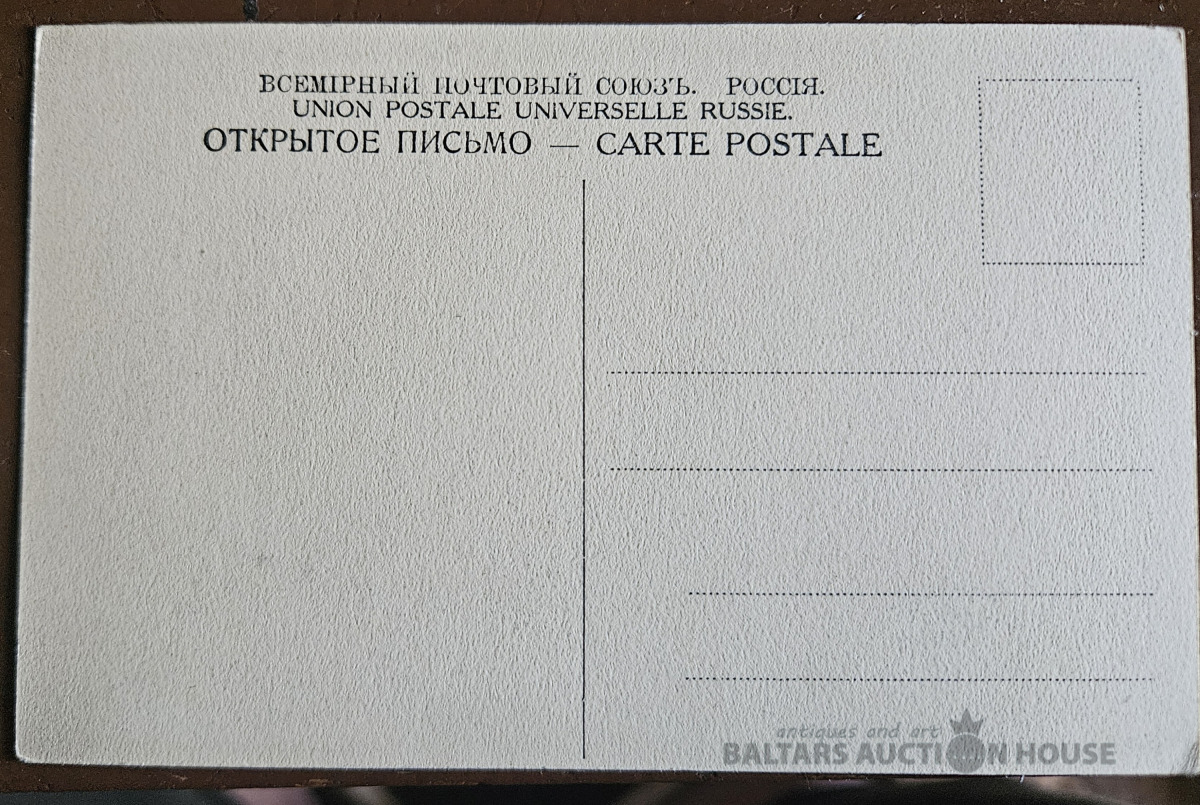 ВСЕМІРНЫЙ ПОЧТОВЫЙ СОЮЗЪ. РОССІЯ.
UNION POSTALE UNIVERSELLE RUSSIE.
ОТКРЫТОЕ ПИСЬМО — CARTE POSTALE
antiques and art
BALTARS AUCTION HOUSE